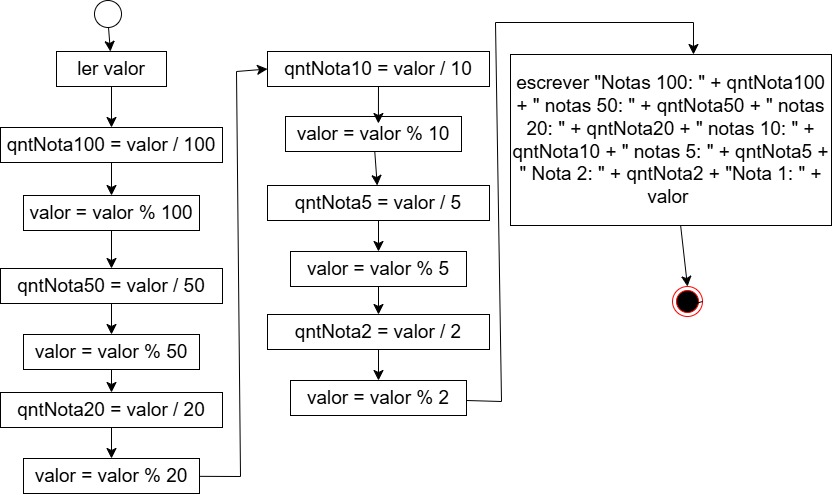 ler valor
qntNota100 = valor / 100
valor = valor % 100
qntNota50 = valor / 50
valor = valor % 50
qntNota20 = valor / 20
valor = valor % 20
qntNota10 = valor / 10
valor = valor % 10
qntNota5 = valor / 5
valor = valor % 5
qntNota2 = valor / 2
valor = valor % 2
escrever "Notas 100: " + qntNota100
+ " notas 50: " + qntNota50 + " notas
20: " + qntNota20 + " notas 10: " +
qntNota10 + " notas 5: " + qntNota5 +
" Nota 2: " + qntNota2 + "Nota 1: " +
valor